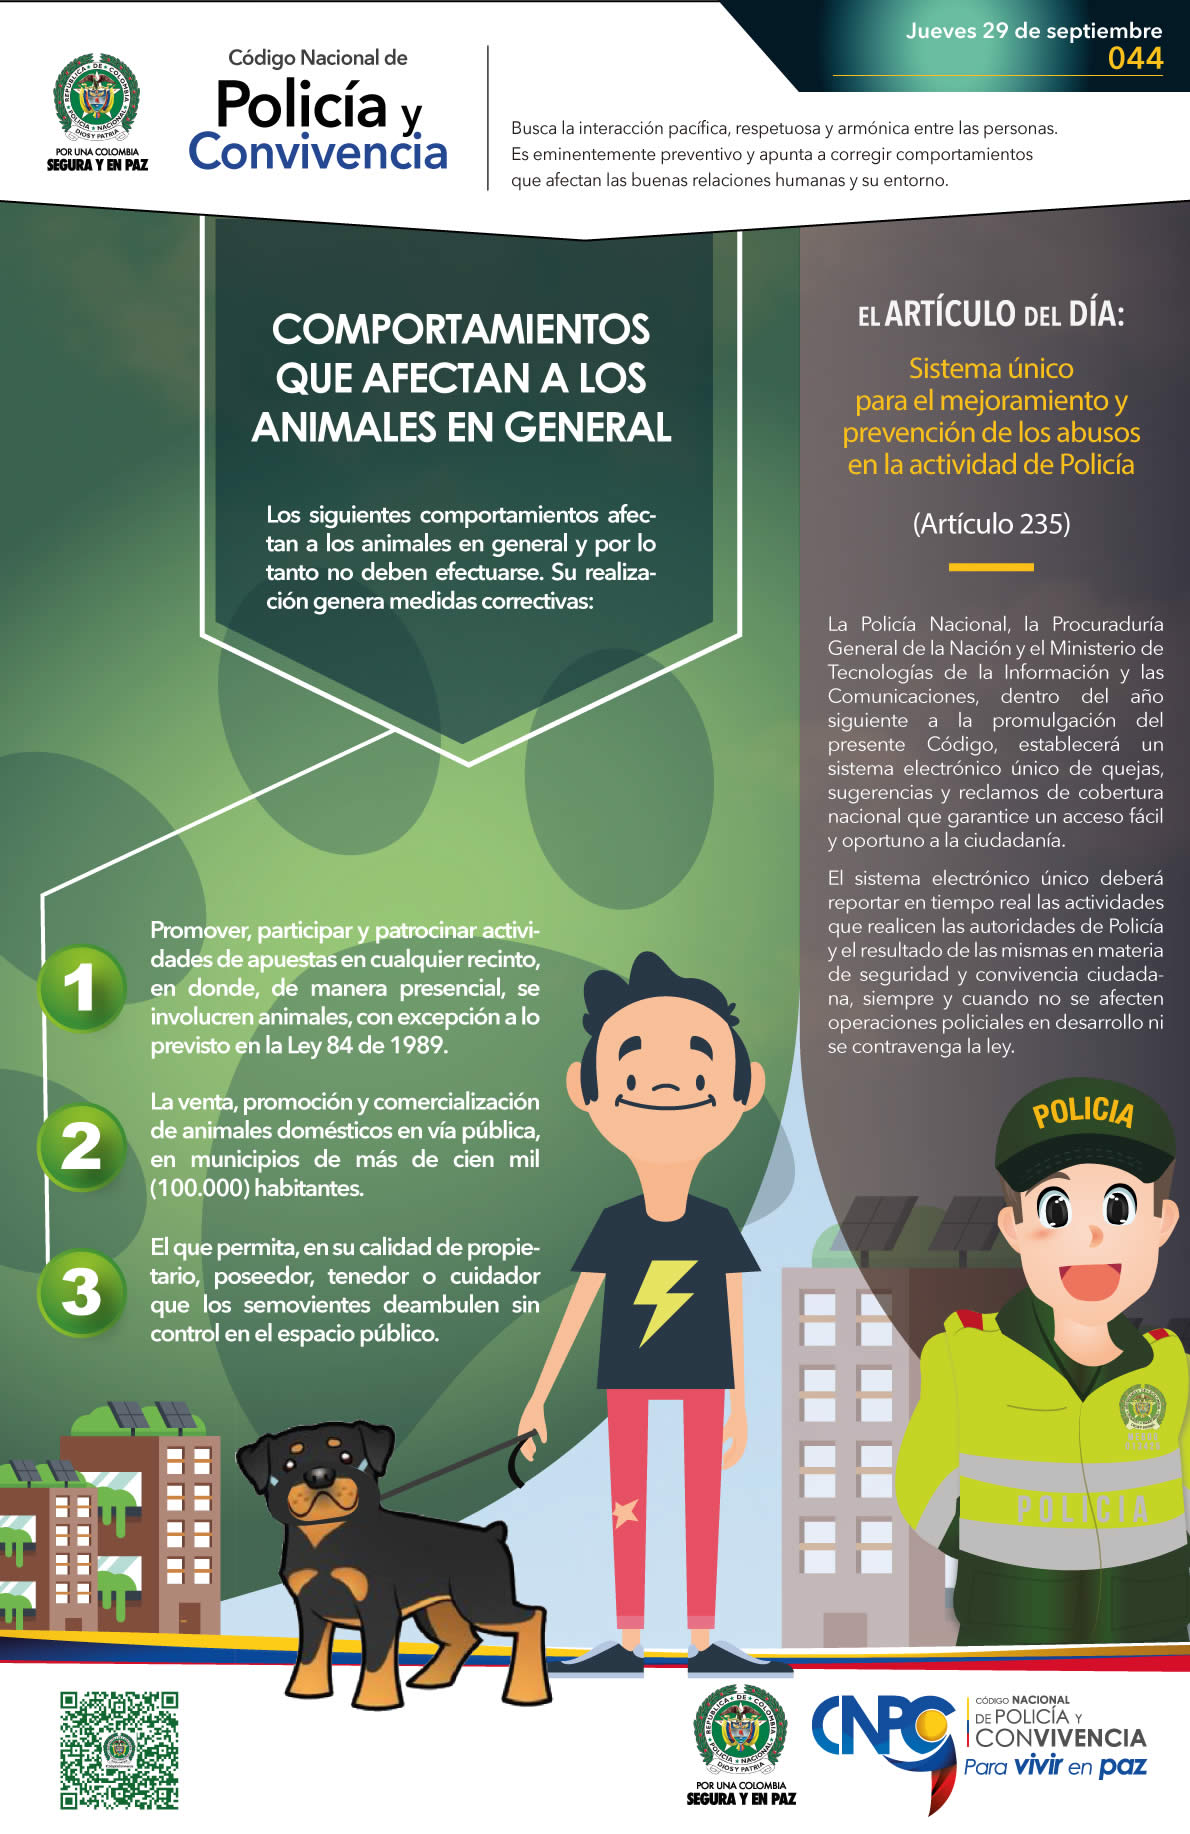 Jueves 29 de septiembre
044
Código Nacional de
Policía y
Convivencia
REPUBLICA DE COLOMBIA
POLICIA NACIONAL
DIOS Y PATRIA
POR UNA COLOMBIA
SEGURA Y EN PAZ
Busca la interacción pacífica, respetuosa y armónica entre las personas.
Es eminentemente preventivo y apunta a corregir comportamientos
que afectan las buenas relaciones humanas y su entorno.
COMPORTAMIENTOS
QUE AFECTAN A LOS
ANIMALES EN GENERAL
Los siguientes comportamientos afec-
tan a los animales en general y por lo
tanto no deben efectuarse. Su realiza-
ción genera medidas correctivas:
1
Promover, participar y patrocinar activi-
dades de apuestas en cualquier recinto,
en donde, de manera presencial, se
involucren animales, con excepción a lo
previsto en la Ley 84 de 1989.
2
La venta, promoción y comercialización
de animales domésticos en vía pública,
en municipios de más de cien mil
(100.000) habitantes.
3
El que permita, en su calidad de propie-
tario, poseedor, tenedor o cuidador
que los semovientes deambulen sin
control en el espacio público.
EL ARTÍCULO DEL DÍA:
Sistema único
para el mejoramiento y
prevención de los abusos
en la actividad de Policía
(Artículo 235)
La Policía Nacional, la Procuraduría
General de la Nación y el Ministerio de
Tecnologías de la Información y las
Comunicaciones, dentro del año
siguiente a la promulgación del
presente Código, establecerá un
sistema electrónico único de quejas,
sugerencias y reclamos de cobertura
nacional que garantice un acceso fácil
y oportuno a la ciudadanía.
El sistema electrónico único deberá
reportar en tiempo real las actividades
que realicen las autoridades de Policía
y el resultado de las mismas en materia
de seguridad y convivencia ciudada-
na, siempre y cuando no se afecten
operaciones policiales en desarrollo ni
se contravenga la ley.
POLICIA
POLICIA
REPUBLICA DE COLOMBIA
POLICIA NACIONAL
DIOS Y PATRIA
POR UNA COLOMBIA
SEGURA Y EN PAZ
CNPC
CÓDIGO NACIONAL
DE POLICÍA Y
CONVIVENCIA
Para vivir en paz